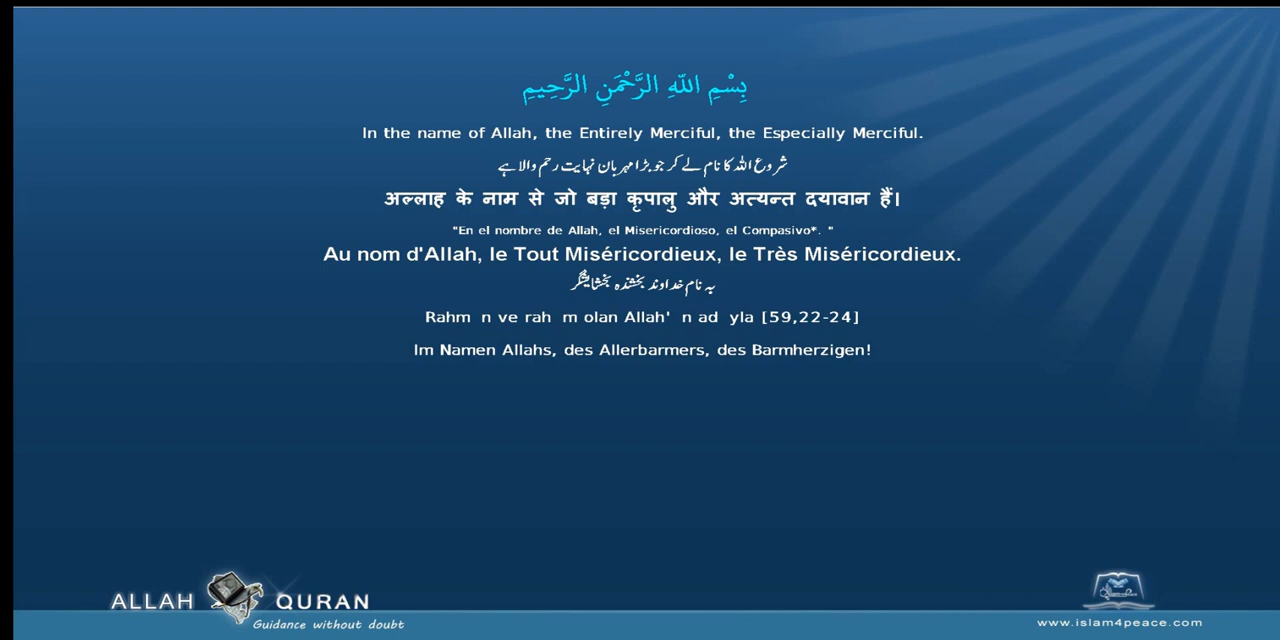 بِسْمِ اللّٰهِ الرَّحْمَنِ الرَّحِيمِ
In the name of Allah, the Entirely Merciful, the Especially Merciful.
شروع اللہ کا نام لے کر جو بڑا مہربان نہایت رحم والا ہے
अल्लाह के नाम से जो बड़ा कृपालु और अत्यन्त दयावान हैं।
"En el nombre de Allah, el Misericordioso, el Compasivo*. "
Au nom d'Allah, le Tout Miséricordieux, le Très Miséricordieux.
به نام خداوند بخشنده بخشایشگر
Rahm n ve rah m olan Allah' n ad yla [59,22-24]
Im Namen Allahs, des Allerbarmers, des Barmherzigen!
ALLAH QURAN
Guidance without doubt
www.islam4peace.com